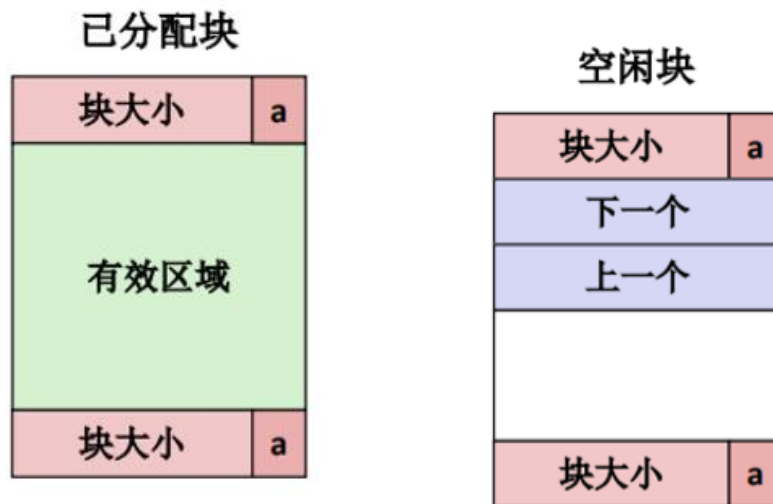 已分配块
块大小 a
有效区域
块大小 a
空闲块
块大小 a
下一个
上一个
块大小 a